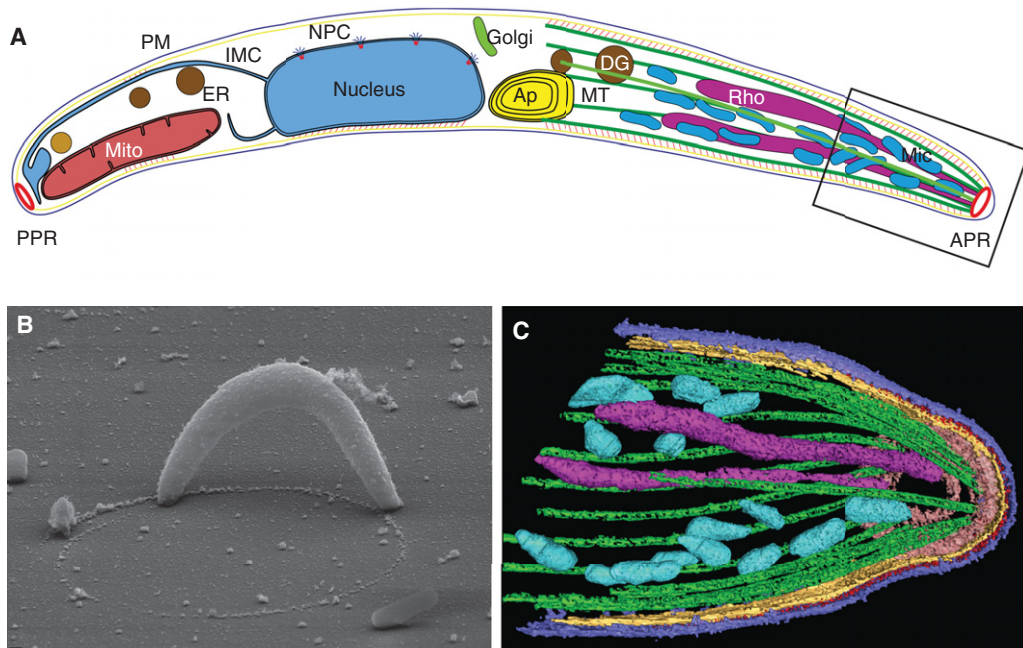 A
PM
IMC
NPC
Golgi
DG
ER
Nucleus
Ap
MT
Rho
Mito
Mic
PPR
APR
B
C